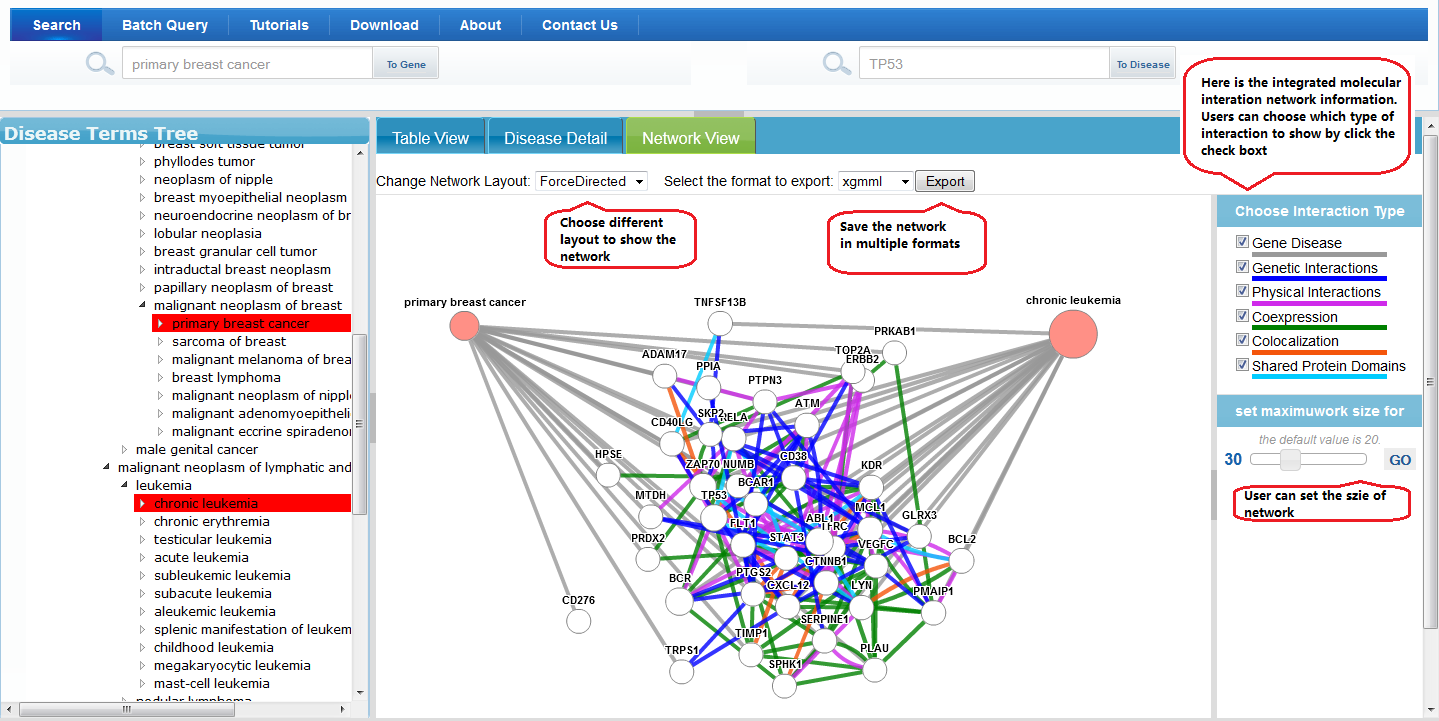 Search
Batch Query
Tutorials
Download
About
Contact Us
primary breast cancer
To Gene
TP53
To Disease
Here is the integrated molecular
interation network information.
Users can choose which type of
interaction to show by click the
check boxt
Disease Terms Tree
breast soft tissue tumor
phyllodes tumor
neoplasm of nipple
breast myoepithelial neoplasm
neuroendocrine neoplasm of br
lobular neoplasia
breast granular cell tumor
intraductal breast neoplasm
papillary neoplasm of breast
malignant neoplasm of breast
primary breast cancer
sarcoma of breast
malignant melanoma of brea
breast lymphoma
malignant neoplasm of nipple
malignant adenomyoepitheli
malignant eccrine spiradenor
male genital cancer
malignant neoplasm of lymphatic and
leukemia
chronic leukemia
chronic erythremia
testicular leukemia
acute leukemia
subleukemic leukemia
subacute leukemia
aleukemic leukemia
splenic manifestation of leukem
childhood leukemia
megakaryocytic leukemia
mast-cell leukemia
nodular lymphoma
Table View
Disease Detail
Network View
Change Network Layout:
ForceDirected
Select the format to export:
xgmml
Export
Choose different
layout to show the
network
Save the network
in multiple formats
primary breast cancer
TNFSF13B
chronic leukemia
PRKAB1
ADAM17
TOP2A
ERBB2
PPIA
PTPN3
ATM
SKP2
RELA
CD40LG
HPSE
ZAP70
NUMB
CD38
KDR
BCAR1
MTDH
TP53
MCL1
FLT1
ABL1
TFRC
GLRX3
PRDX2
STAT3
VEGFC
BCL2
CTNNB1
BCR
PTGS2
CXCL12
LYN
PMAIP1
CD276
SERPINE1
TIMP1
TRPS1
PLAU
SPHK1
Choose Interaction Type
Gene Disease
Genetic Interactions
Physical Interactions
Coexpression
Colocalization
Shared Protein Domains
set maximuwork size for
the default value is 20.
30
GO
User can set the szie of
network